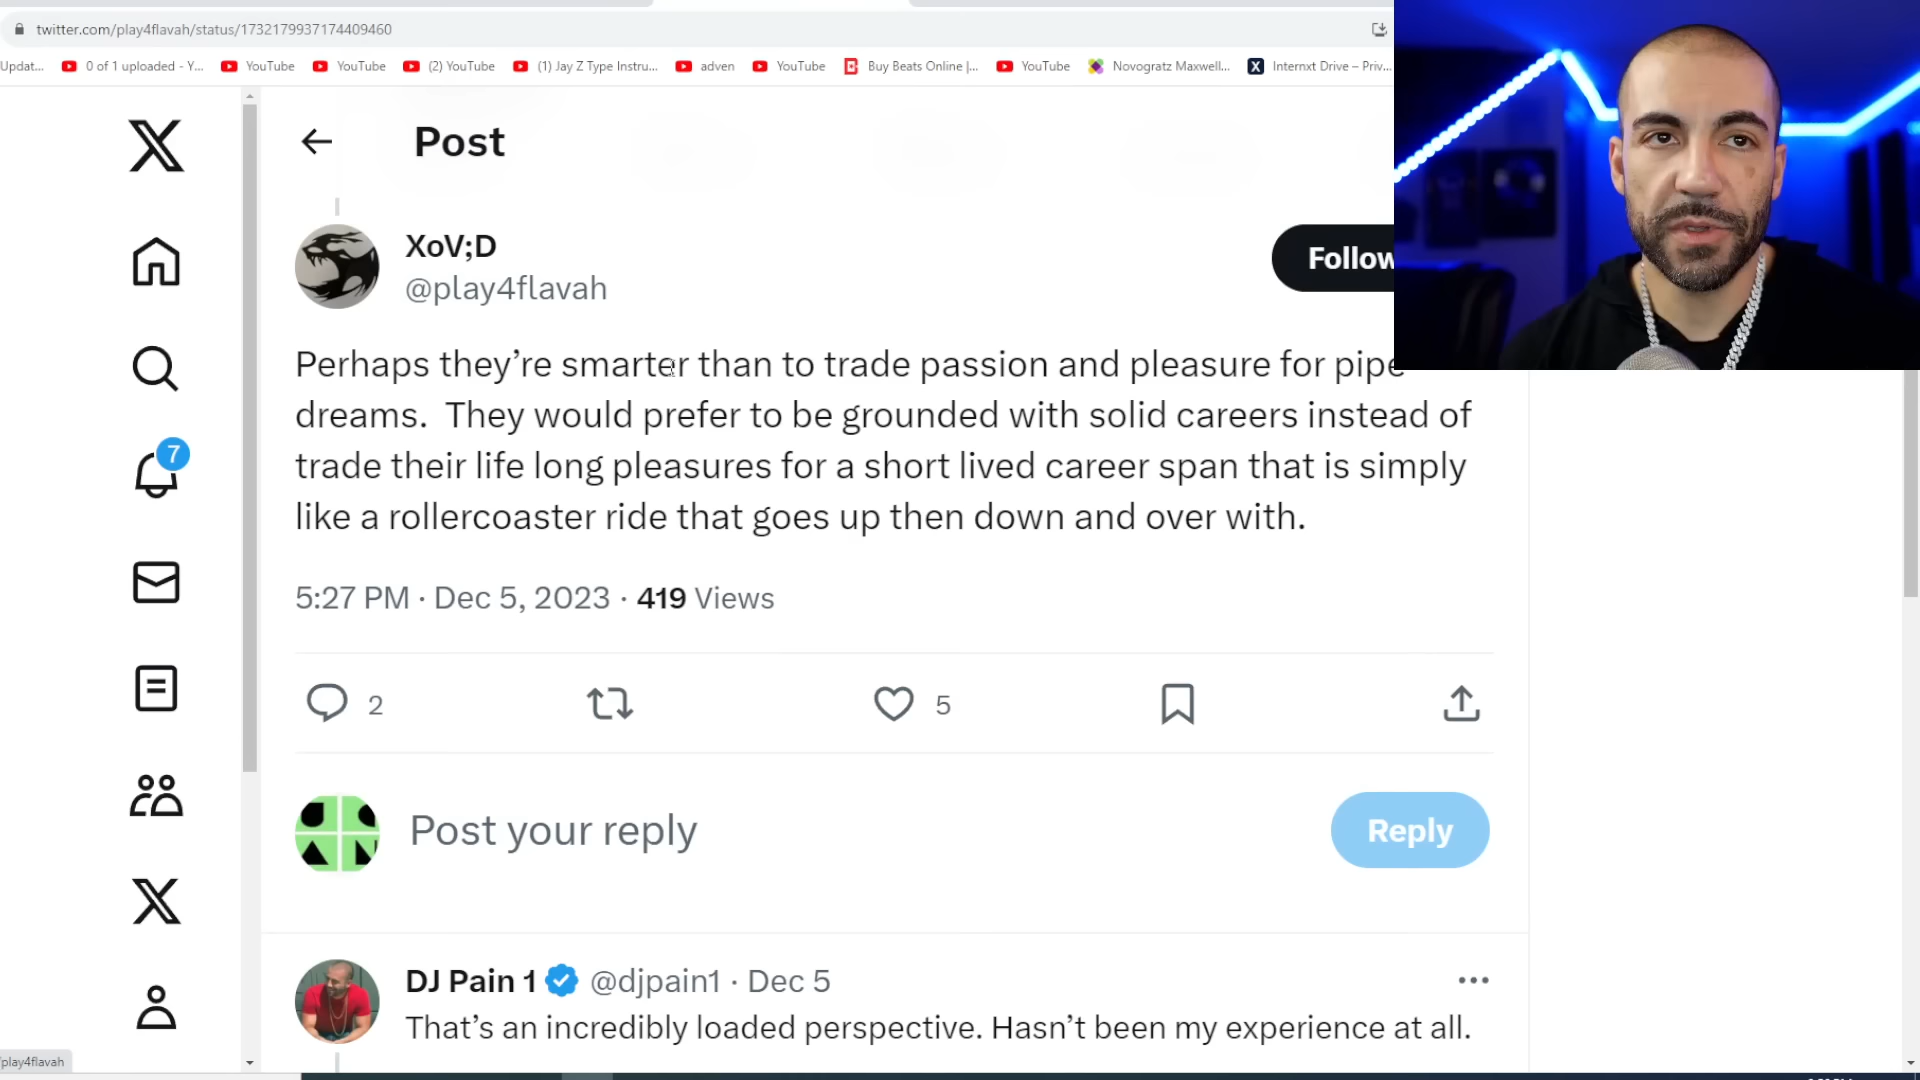 twitter.com/play4flavah/status/1732179937174409460
Updat... 0 of 1 uploaded - Y... YouTube YouTube (2) YouTube (1) Jay Z Type Instru... adven YouTube Buy Beats Online |... YouTube Novogratz Maxwell... Internxt Drive – Priv...
Post
XoV;D
@play4flavah
Follow
Perhaps they’re smarter than to trade passion and pleasure for pipe
dreams.  They would prefer to be grounded with solid careers instead of
trade their life long pleasures for a short lived career span that is simply
like a rollercoaster ride that goes up then down and over with.
7
5:27 PM · Dec 5, 2023 · 419 Views
2 5
Post your reply
Reply
DJ Pain 1 @djpain1 · Dec 5
That’s an incredibly loaded perspective. Hasn’t been my experience at all.
play4flavah